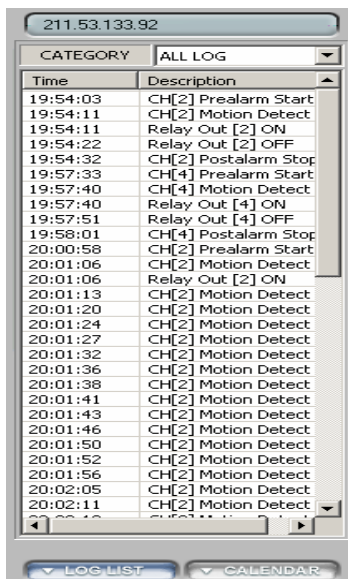 211.53.133.92
CATEGORY ALL LOG
Time Description
19:54:03 CH[2] Prealarm Start
19:54:11 CH[2] Motion Detect
19:54:11 Relay Out [2] ON
19:54:22 Relay Out [2] OFF
19:54:32 CH[2] Postalarm Stop
19:57:33 CH[4] Prealarm Start
19:57:40 CH[4] Motion Detect
19:57:40 Relay Out [4] ON
19:57:51 Relay Out [4] OFF
19:58:01 CH[4] Postalarm Stop
20:00:58 CH[2] Prealarm Start
20:01:06 CH[2] Motion Detect
20:01:06 Relay Out [2] ON
20:01:13 CH[2] Motion Detect
20:01:20 CH[2] Motion Detect
20:01:24 CH[2] Motion Detect
20:01:27 CH[2] Motion Detect
20:01:32 CH[2] Motion Detect
20:01:36 CH[2] Motion Detect
20:01:38 CH[2] Motion Detect
20:01:41 CH[2] Motion Detect
20:01:43 CH[2] Motion Detect
20:01:46 CH[2] Motion Detect
20:01:50 CH[2] Motion Detect
20:01:52 CH[2] Motion Detect
20:01:56 CH[2] Motion Detect
20:02:05 CH[2] Motion Detect
20:02:11 CH[2] Motion Detect
LOG LIST CALENDAR